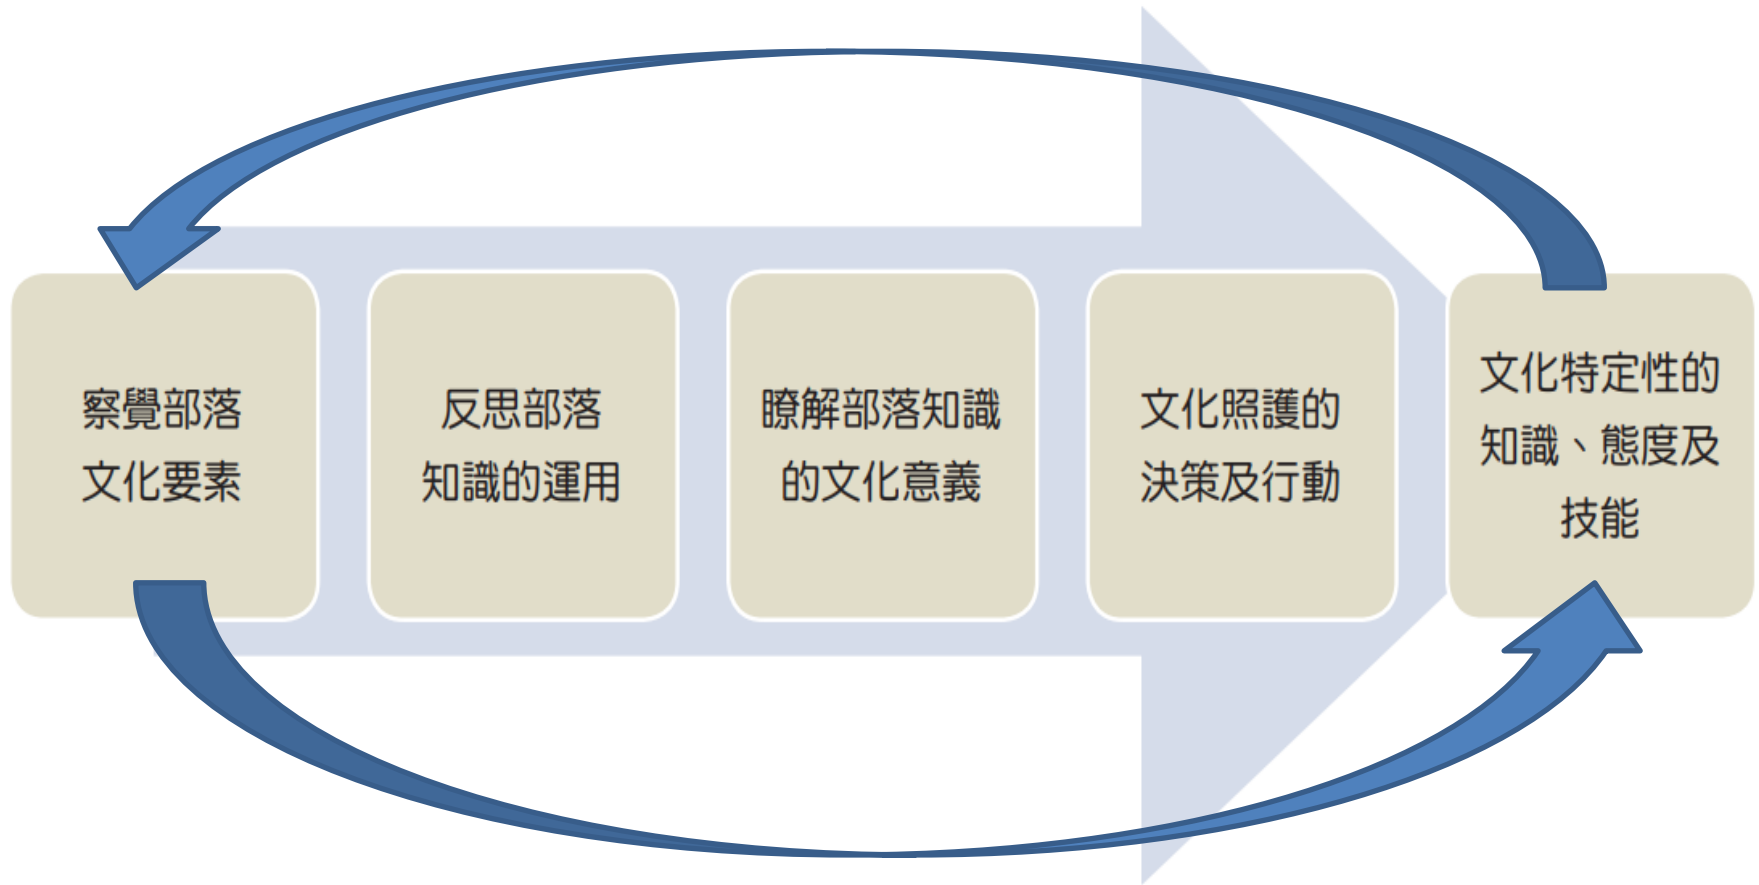 察覺部落
文化要素
反思部落
知識的運用
瞭解部落知識
的文化意義
文化照護的
決策及行動
文化特定性的
知識、態度及
技能